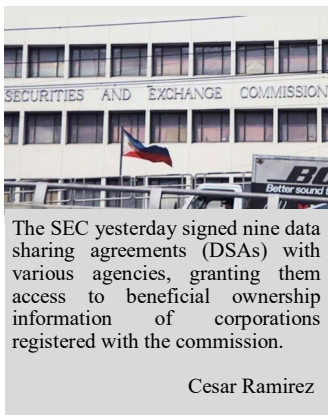 SECURITIES AND EXCHANGE COMMISSION
Better sound
The SEC yesterday signed nine data
sharing agreements (DSAs) with
various agencies, granting them
access to beneficial ownership
information of corporations
registered with the commission.
Cesar Ramirez